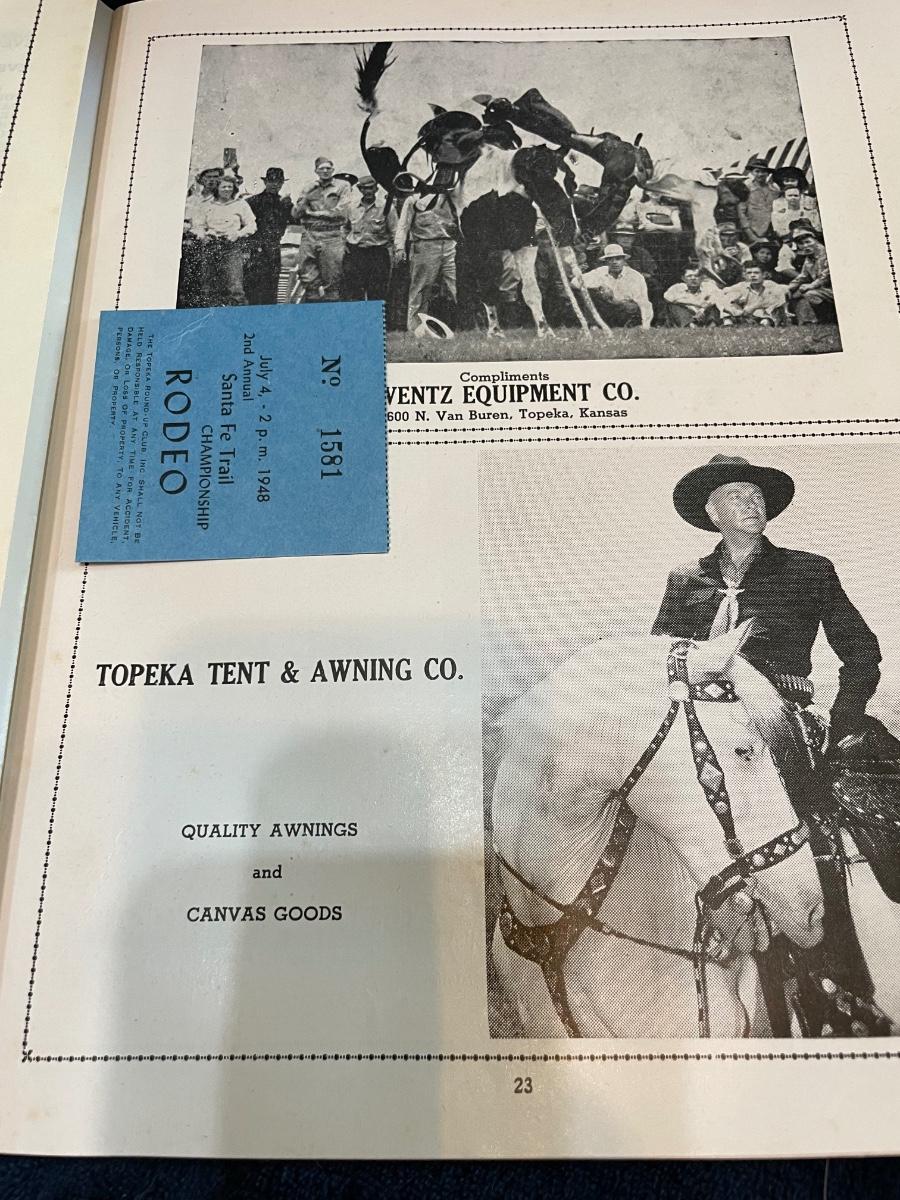 Compliments
VENTZ EQUIPMENT CO.
600 N. Van Buren, Topeka, Kansas
Nº 1581
July 4, - 2 p. m. 1948
2nd Annual
Santa Fe Trail
CHAMPIONSHIP
RODEO
THE TOPEKA ROUND-UP CLUB, INC SHALL NOT BE
HELD RESPONSIBLE AT ANY TIME FOR ACCIDENT,
DAMAGE, OR LOSS OF PROPERTY, TO ANY VEHICLE,
PERSONS, OR PROPERTY.
TOPEKA TENT & AWNING CO.
QUALITY AWNINGS
and
CANVAS GOODS
23